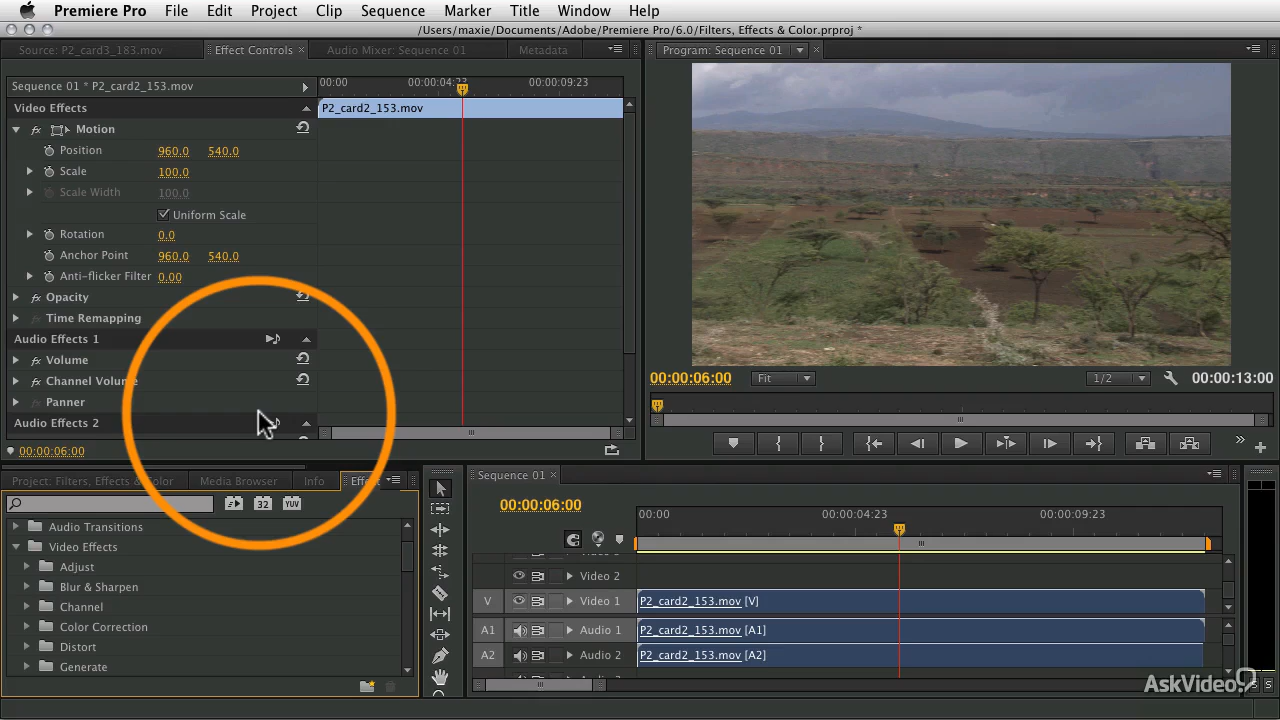 Premiere Pro File Edit Project Clip Sequence Marker Title Window Help
/Users/maxie/Documents/Adobe/Premiere Pro/6.0/Filters, Effects & Color.prproj *
Source: P2_card3_183.mov Effect Controls × Audio Mixer: Sequence 01 Metadata
Sequence 01 * P2_card2_153.mov
00:00 00:00:04:23 00:00:09:23
Video Effects
P2_card2_153.mov
fx Motion
Position 960.0 540.0
Scale 100.0
Scale Width 100.0
Uniform Scale
Rotation 0.0
Anchor Point 960.0 540.0
Anti-flicker Filter 0.00
fx Opacity
fx Time Remapping
Audio Effects 1
fx Volume
fx Channel Volume
fx Panner
Audio Effects 2
00:00:06:00
Program: Sequence 01 ×
00:00:06:00 Fit 1/2 00:00:13:00
Project: Filters, Effects & Color Media Browser Info
32 YUV
Audio Transitions
Video Effects
Adjust
Blur & Sharpen
Channel
Color Correction
Distort
Generate
Sequence 01 ×
00:00:06:00
00:00 00:00:04:23 00:00:09:23
Video 2
V Video 1 P2_card2_153.mov [V]
A1 Audio 1 P2_card2_153.mov [A1]
A2 Audio 2 P2_card2_153.mov [A2]
S S
AskVideo